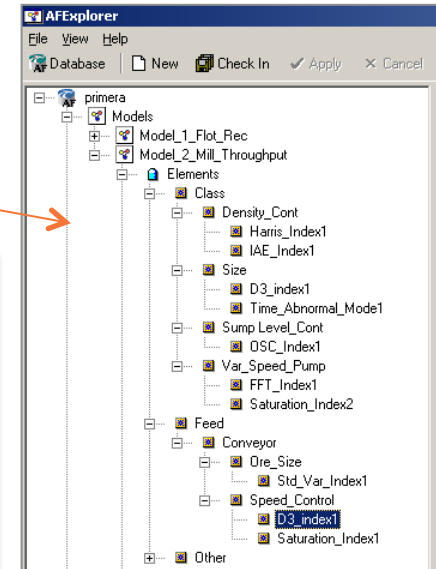 AFExplorer
File View Help
Database New Check In Apply Cancel
primera
Models
Model_1_Flot_Rec
Model_2_Mill_Throughput
Elements
Class
Density_Cont
Harris_Index1
IAE_Index1
Size
D3_index1
Time_Abnormal_Mode1
Sump Level_Cont
OSC_Index1
Var_Speed_Pump
FFT_Index1
Saturation_Index2
Feed
Conveyor
Ore_Size
Std_Var_Index1
Speed_Control
D3_index1
Saturation_Index1
Other